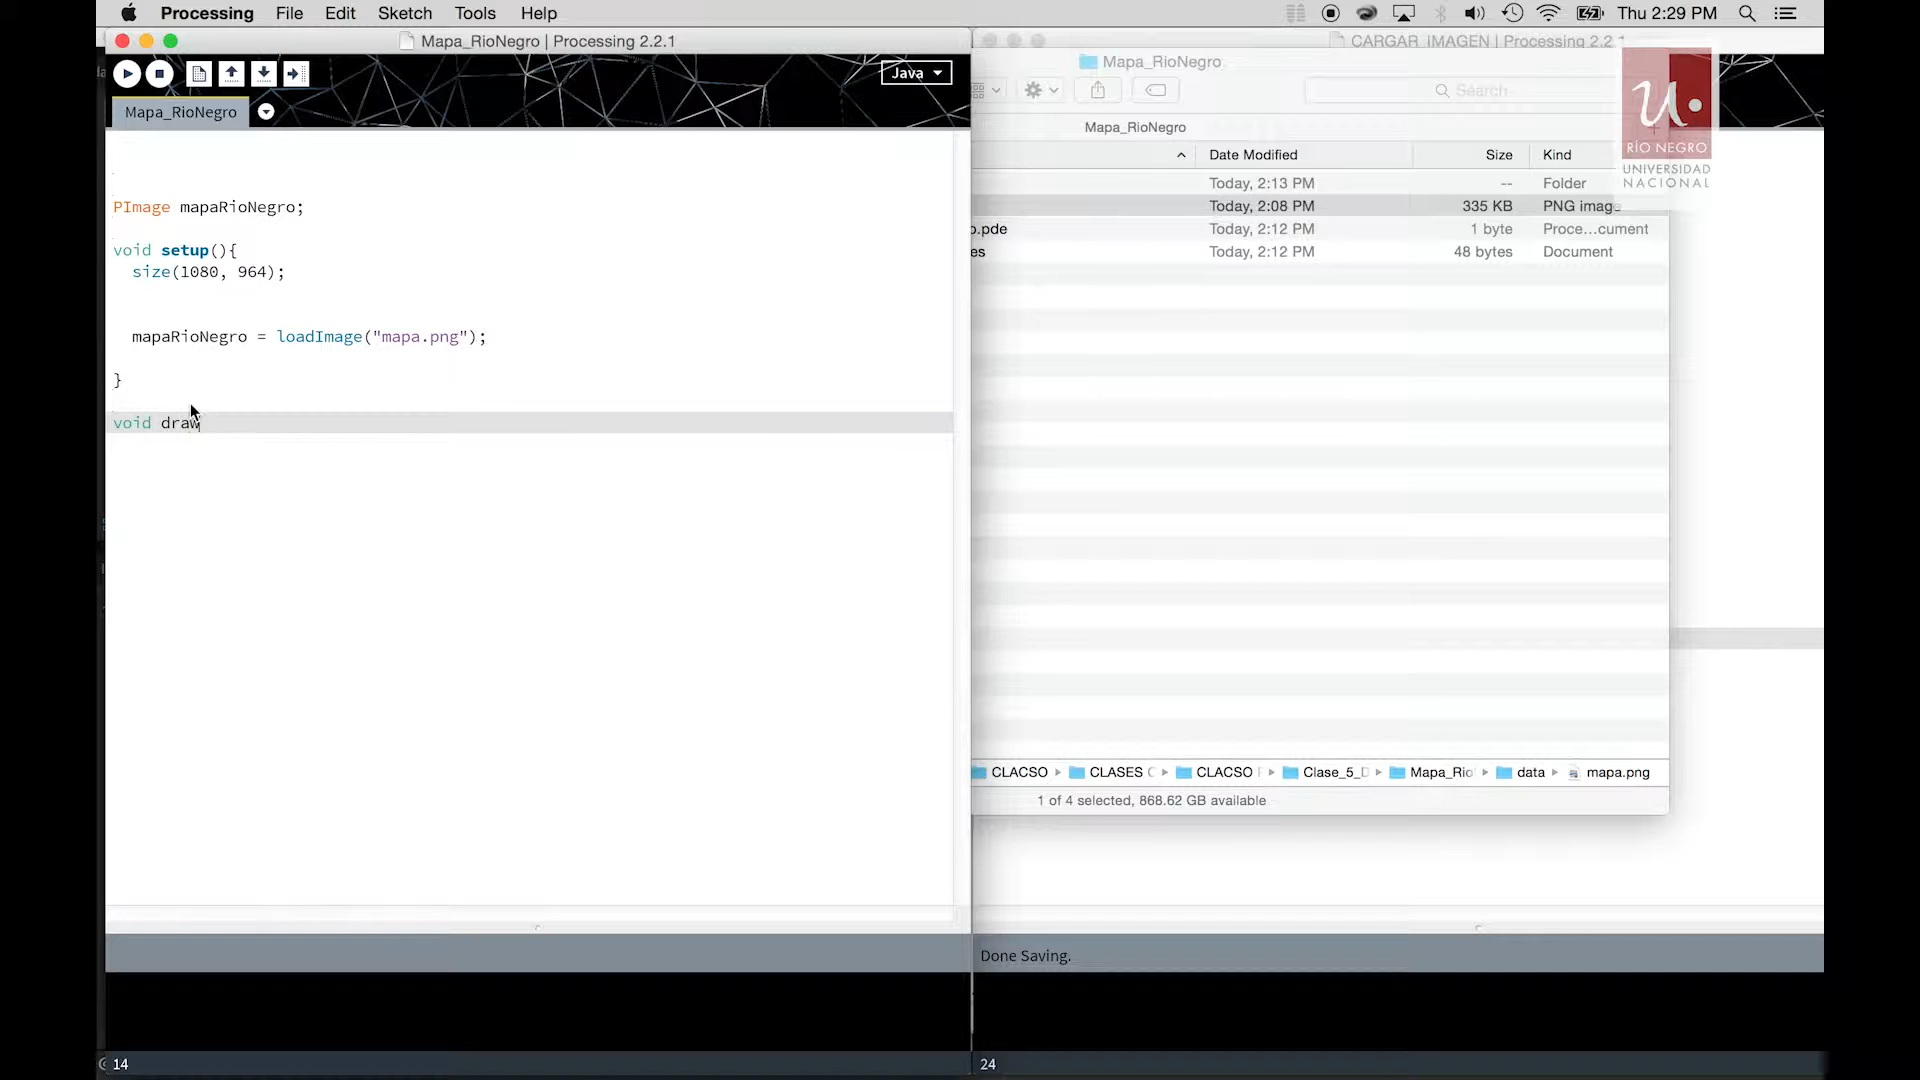 Processing File Edit Sketch Tools Help
Thu 2:29 PM
Mapa_RioNegro | Processing 2.2.1
Java
Mapa_RioNegro
PImage mapaRioNegro;
void setup(){
size(1080, 964);
mapaRioNegro = loadImage("mapa.png");
}
void draw
14
CARGAR_IMAGEN | Processing 2.2.1
Mapa_RioNegro
Search
Mapa_RioNegro
Date Modified Size Kind
Today, 2:13 PM -- Folder
Today, 2:08 PM 335 KB PNG image
.pde Today, 2:12 PM 1 byte Proce...cument
es Today, 2:12 PM 48 bytes Document
CLACSO CLASES CLACSO Clase_5_ Mapa_Rio data mapa.png
1 of 4 selected, 868.62 GB available
Done Saving.
24
u.
RÍO NEGRO
UNIVERSIDAD
NACIONAL